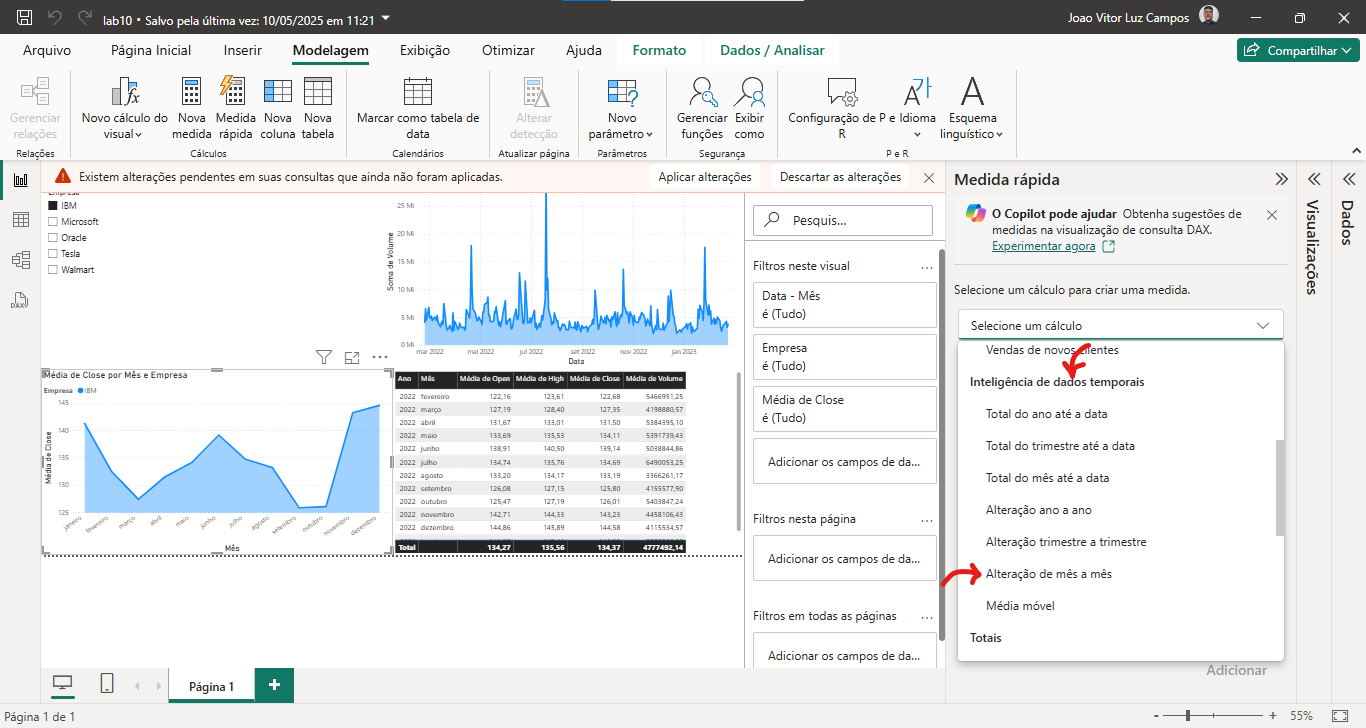 lab10 • Salvo pela última vez: 10/05/2025 em 11:21
Joao Vitor Luz Campos
Arquivo
Página Inicial
Inserir
Modelagem
Exibição
Otimizar
Ajuda
Formato
Dados / Analisar
Compartilhar
Gerenciar relações
Novo cálculo do visual
Nova medida
Medida rápida
Nova coluna
Nova tabela
Marcar como tabela de data
Alterar detecção
Novo parâmetro
Gerenciar funções
Exibir como
Configuração de P e R
Idioma
Esquema linguístico
Relações
Cálculos
Calendários
Atualizar página
Parâmetros
Segurança
P e R
Existem alterações pendentes em suas consultas que ainda não foram aplicadas.
Aplicar alterações
Descartar as alterações
DAX
Empresa
IBM
Microsoft
Oracle
Tesla
Walmart
Soma de Volume
25 Mi
20 Mi
15 Mi
10 Mi
5 Mi
0 Mi
mar 2022
mai 2022
jul 2022
set 2022
nov 2022
jan 2023
Data
Média de Close por Mês e Empresa
Empresa
IBM
Média de Close
145
140
135
130
125
janeiro
fevereiro
março
abril
maio
junho
julho
agosto
setembro
outubro
novembro
dezembro
Mês
Ano Mês Média de Open Média de High Média de Close Média de Volume
2022 fevereiro 122,16 123,61 122,68 5466951,25
2022 março 127,19 128,40 127,35 4198880,57
2022 abril 131,67 133,01 131,50 5384395,10
2022 maio 133,69 135,53 134,11 5391739,43
2022 junho 138,91 140,50 139,14 5038844,86
2022 julho 134,74 135,76 134,69 6490053,25
2022 agosto 133,20 134,17 133,19 3366261,17
2022 setembro 126,08 127,15 125,80 4155577,90
2022 outubro 125,47 127,19 126,01 5403847,24
2022 novembro 142,71 144,33 143,23 4458106,43
2022 dezembro 144,86 145,89 144,58 4115534,57
Total 134,27 135,56 134,37 4777492,14
Pesquis...
Filtros neste visual
...
Data - Mês
é (Tudo)
Empresa
é (Tudo)
Média de Close
é (Tudo)
Adicionar os campos de da...
Filtros nesta página
...
Adicionar os campos de da...
Filtros em todas as páginas
...
Adicionar os campos de da...
Medida rápida
O Copilot pode ajudar Obtenha sugestões de
medidas na visualização de consulta DAX.
Experimentar agora
Selecione um cálculo para criar uma medida.
Selecione um cálculo
Vendas de novos clientes
Inteligência de dados temporais
Total do ano até a data
Total do trimestre até a data
Total do mês até a data
Alteração ano a ano
Alteração trimestre a trimestre
Alteração de mês a mês
Média móvel
Totais
Adicionar
Visualizações
Dados
Página 1
+
Página 1 de 1
- + 55%